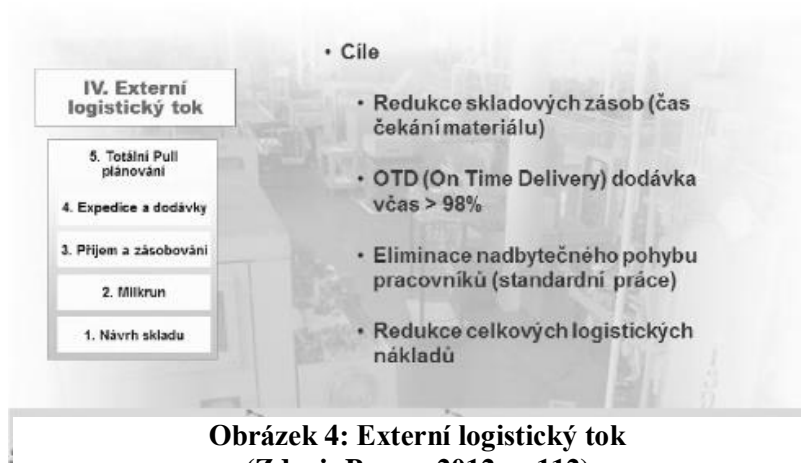 IV. Externí
logistický tok
5. Totální Pull
plánování
4. Expedice a dodávky
3. Příjem a zásobování
2. Milkrun
1. Návrh skladu
• Cíle
• Redukce skladových zásob (čas
čekání materiálu)
• OTD (On Time Delivery) dodávka
včas > 98%
• Eliminace nadbytečného pohybu
pracovníků (standardní práce)
• Redukce celkových logistických
nákladů
Obrázek 4: Externí logistický tok